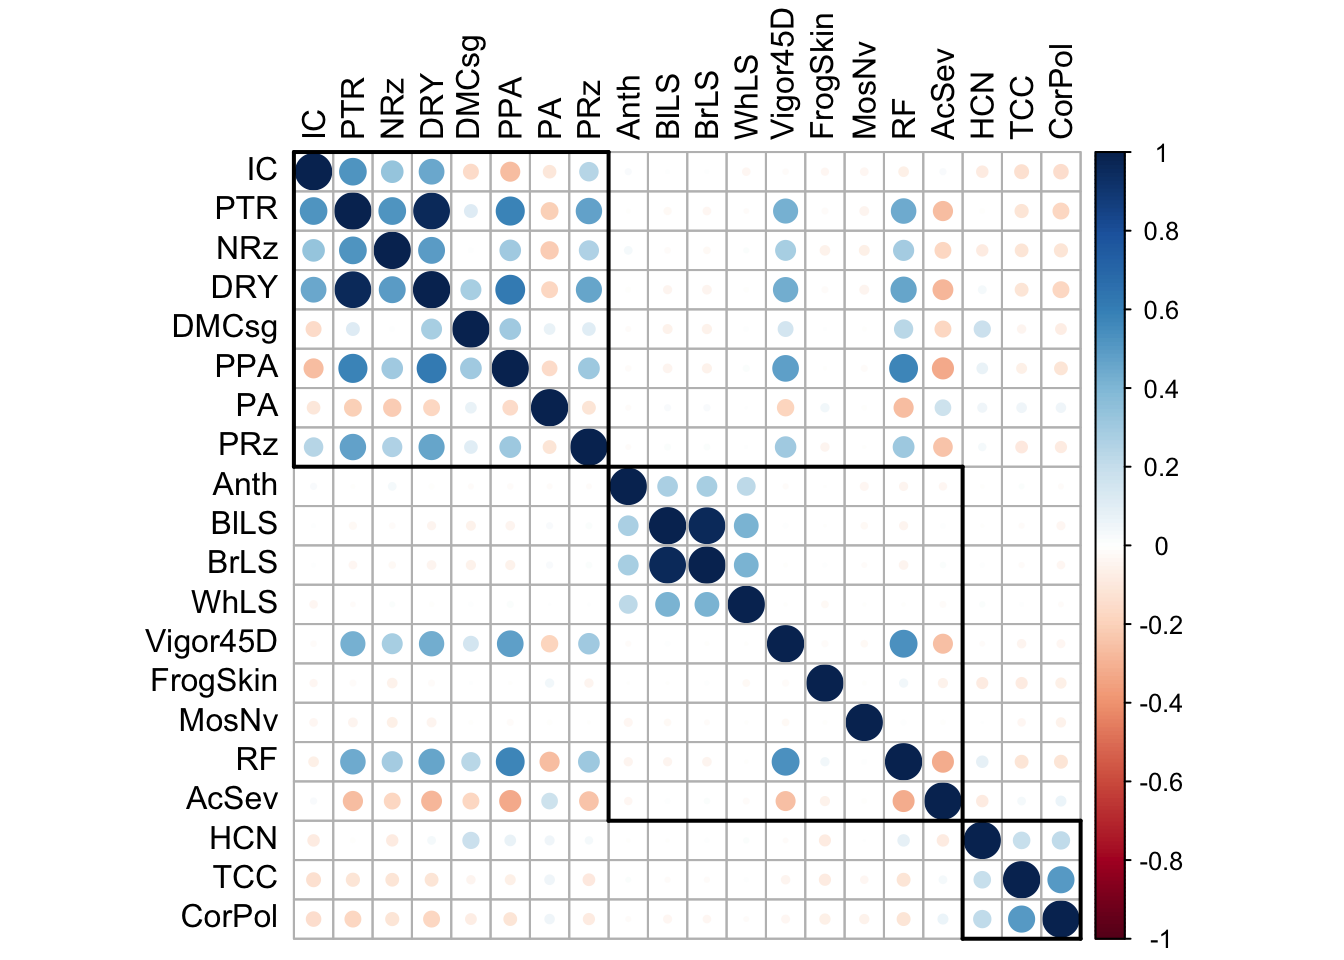 IC PTR NRz DRY DMCsg PPA PA PRz Anth BlLS BrLS WhLS Vigor45D FrogSkin MosNv RF AcSev HCN TCC CorPol
IC
PTR
NRz
DRY
DMCsg
PPA
PA
PRz
Anth
BlLS
BrLS
WhLS
Vigor45D
FrogSkin
MosNv
RF
AcSev
HCN
TCC
CorPol
1
0.8
0.6
0.4
0.2
0
-0.2
-0.4
-0.6
-0.8
-1